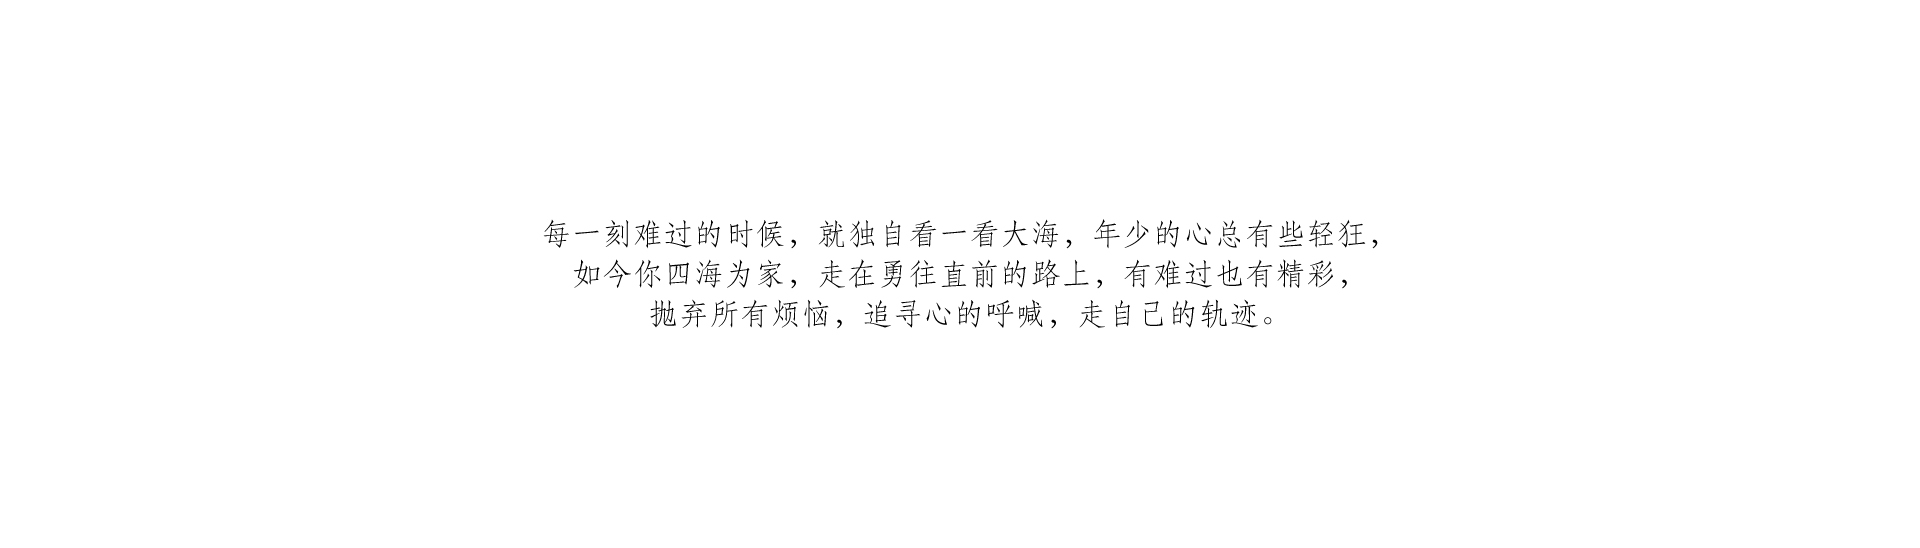 每一刻难过的时候，就独自看一看大海，年少的心总有些轻狂，
如今你四海为家，走在勇往直前的路上，有难过也有精彩，
抛弃所有烦恼，追寻心的呼喊，走自己的轨迹。